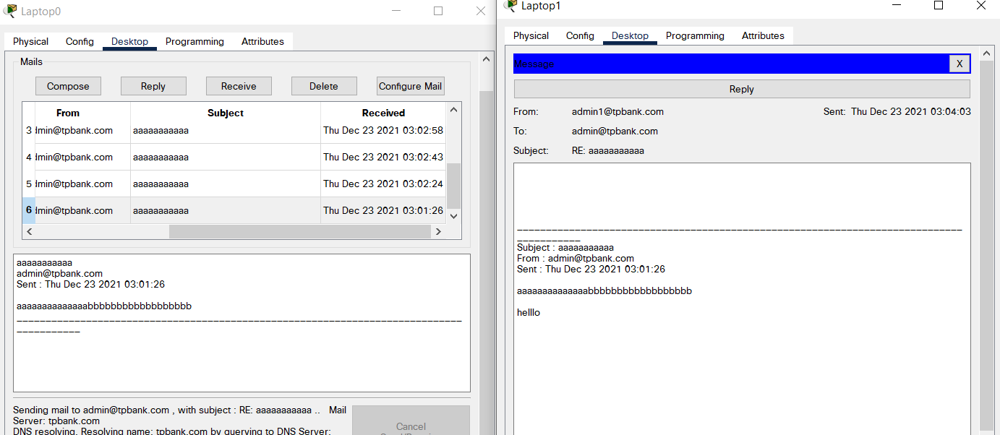 Laptop0
Physical Config Desktop Programming Attributes
Mails
Compose Reply Receive Delete Configure Mail
From Subject Received
3 dmin@tpbank.com aaaaaaaaaaa Thu Dec 23 2021 03:02:58
4 dmin@tpbank.com aaaaaaaaaaa Thu Dec 23 2021 03:02:43
5 dmin@tpbank.com aaaaaaaaaaa Thu Dec 23 2021 03:02:24
6 dmin@tpbank.com aaaaaaaaaaa Thu Dec 23 2021 03:01:26
aaaaaaaaaaa
admin@tpbank.com
Sent : Thu Dec 23 2021 03:01:26
aaaaaaaaaaaaaabbbbbbbbbbbbbbbbbb
Sending mail to admin@tpbank.com , with subject : RE: aaaaaaaaaaa .. Mail
Server: tpbank.com
DNS resolving. Resolving name: tpbank.com by querying to DNS Server:
Cancel
Laptop1
Physical Config Desktop Programming Attributes
Message X
Reply
From: admin1@tpbank.com Sent: Thu Dec 23 2021 03:04:03
To: admin@tpbank.com
Subject: RE: aaaaaaaaaaa
Subject : aaaaaaaaaaa
From : admin@tpbank.com
Sent : Thu Dec 23 2021 03:01:26
aaaaaaaaaaaaaabbbbbbbbbbbbbbbbbb
helllo